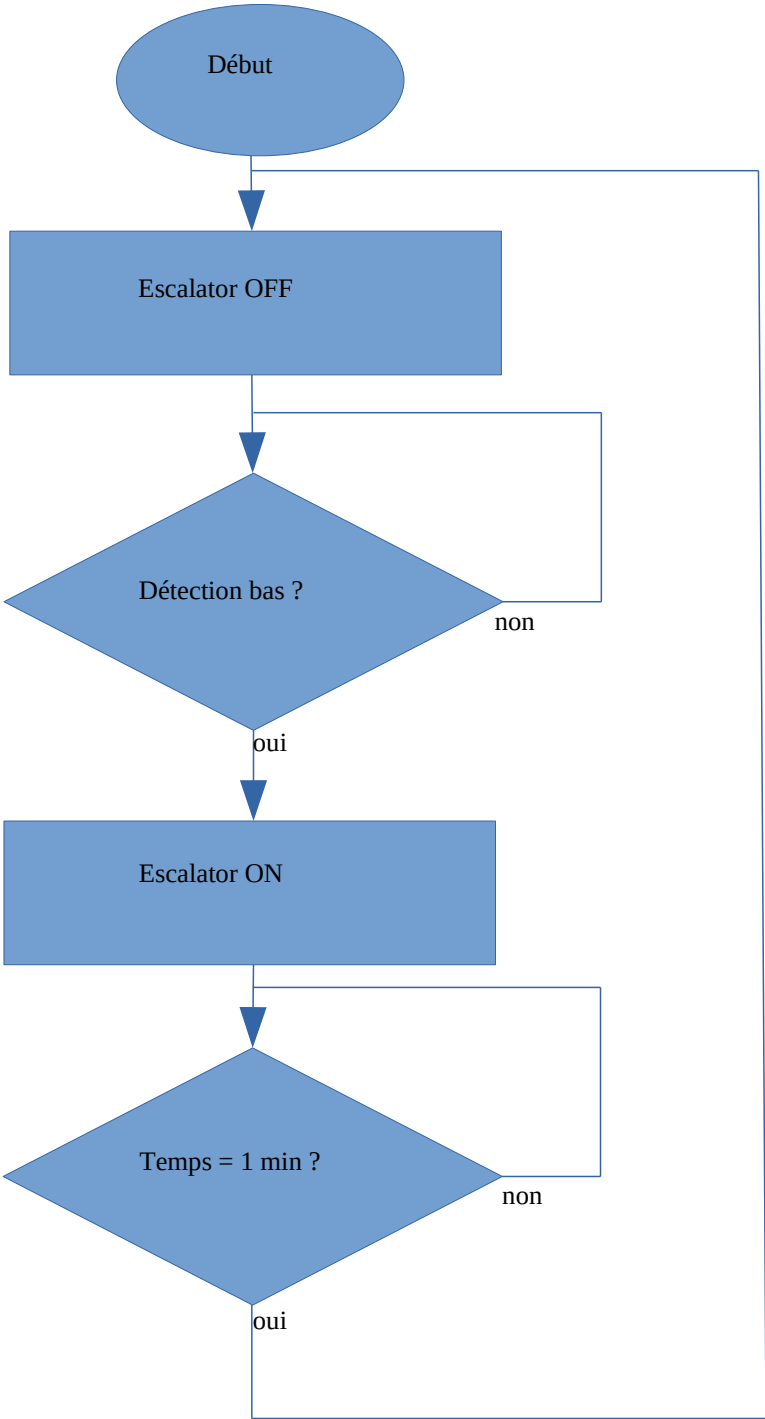 Début
Escalator OFF
Détection bas ?
non
oui
Escalator ON
Temps = 1 min ?
non
oui